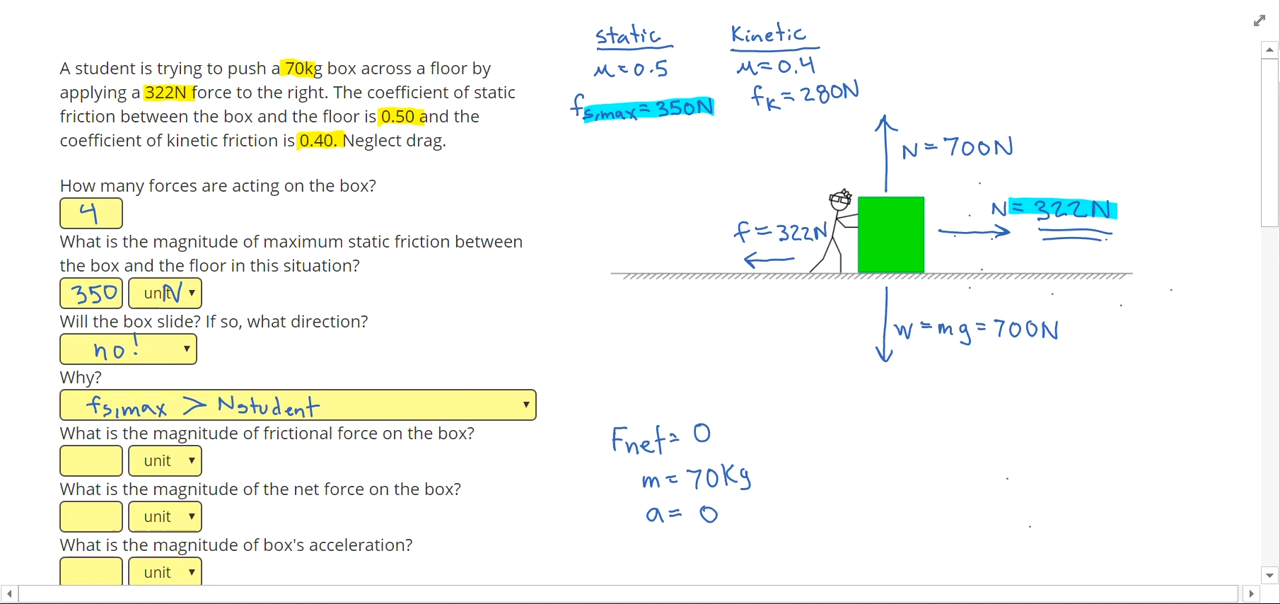 A student is trying to push a 70kg box across a floor by
applying a 322N force to the right. The coefficient of static
friction between the box and the floor is 0.50 and the
coefficient of kinetic friction is 0.40. Neglect drag.
How many forces are acting on the box?
4
What is the magnitude of maximum static friction between
the box and the floor in this situation?
350 unit N
Will the box slide? If so, what direction?
no!
Why?
fs,max > Nstudent
What is the magnitude of frictional force on the box?
unit
What is the magnitude of the net force on the box?
unit
What is the magnitude of box's acceleration?
unit
Static
μ=0.5
fs,max=350N
Kinetic
μ=0.4
fK=280N
N=700N
N=322N
f=322N
W=mg=700N
Fnet=0
m=70Kg
a=0